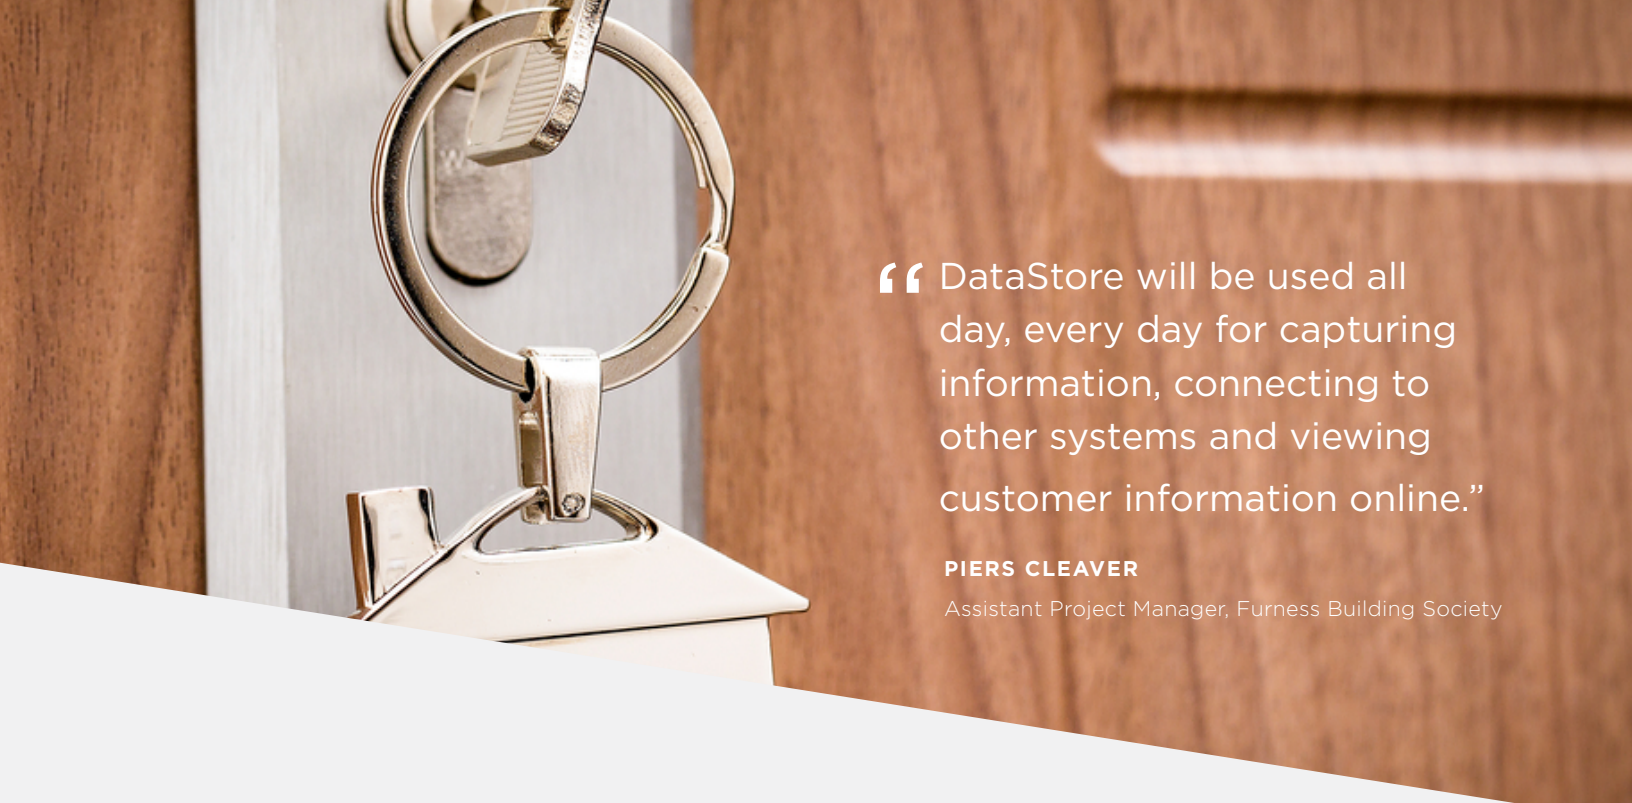 “DataStore will be used all
day, every day for capturing
information, connecting to
other systems and viewing
customer information online.”
PIERS CLEAVER
Assistant Project Manager, Furness Building Society